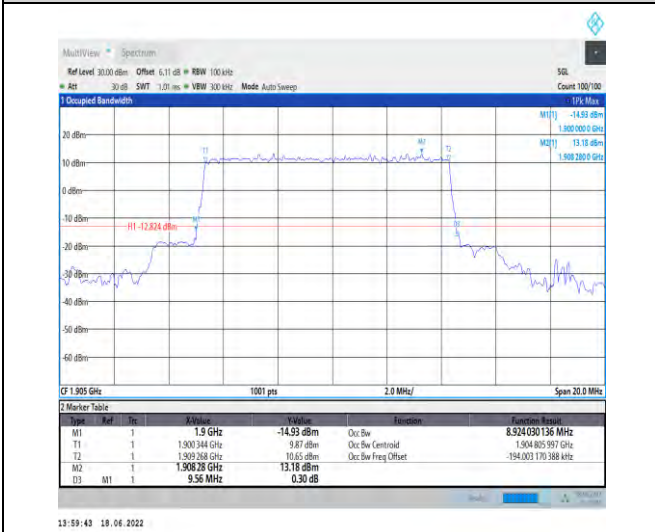 MultiView Spectrum
Ref Level 30.00 dBm Offset 6.11 dB RBW 100 kHz SGL
Att 30 dB SWT 1.01 ms VBW 300 kHz Mode Auto Sweep Count 100/100
1 Occupied Bandwidth 1Pk Max
M1[1] -14.93 dBm
1.900 000 0 GHz
M2[1] 13.18 dBm
1.908 280 0 GHz
20 dBm
M2
T1 T2
10 dBm
0 dBm
-10 dBm
M1
H1 -12.824 dBm
D3
-20 dBm
-30 dBm
-40 dBm
-50 dBm
-60 dBm
CF 1.905 GHz 1001 pts 2.0 MHz/ Span 20.0 MHz
2 Marker Table
Type Ref Trc X-Value Y-Value Function Function Result
M1 1 1.9 GHz -14.93 dBm Occ Bw 8.924 030 136 MHz
T1 1 1.900 344 GHz 9.87 dBm Occ Bw Centroid 1.904 805 997 GHz
T2 1 1.909 268 GHz 10.65 dBm Occ Bw Freq Offset -194.003 170 388 kHz
M2 1 1.908 28 GHz 13.18 dBm
D3 M1 1 9.56 MHz 0.30 dB
13:59:43 18.06.2022